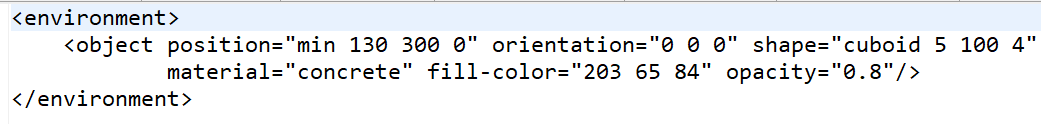 <environment>
    <object position="min 130 300 0" orientation="0 0 0" shape="cuboid 5 100 4"
            material="concrete" fill-color="203 65 84" opacity="0.8"/>
</environment>